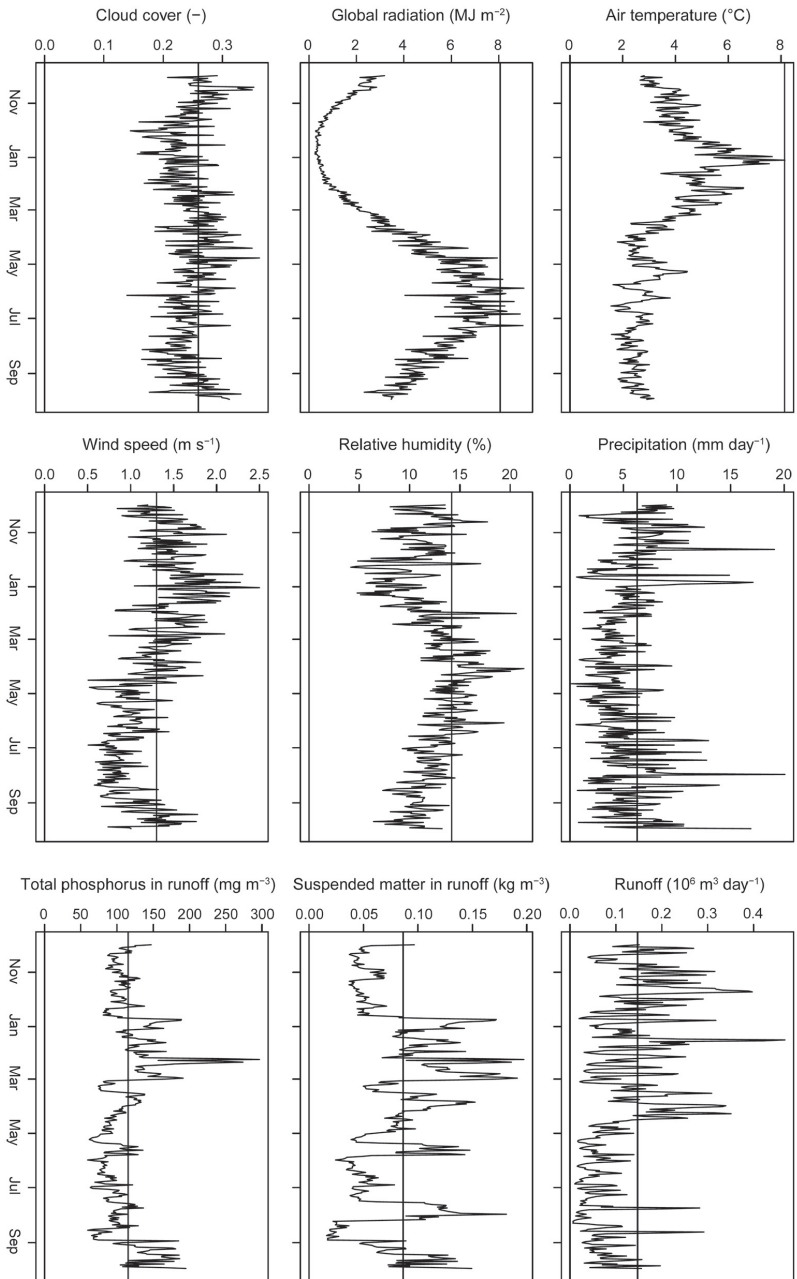 Cloud cover (−)
0.0 0.1 0.2 0.3
Nov
Jan
Mar
May
Jul
Sep
Global radiation (MJ m⁻²)
0 2 4 6 8
Air temperature (°C)
0 2 4 6 8
Wind speed (m s⁻¹)
0.0 0.5 1.0 1.5 2.0 2.5
Nov
Jan
Mar
May
Jul
Sep
Relative humidity (%)
0 5 10 15 20
Precipitation (mm day⁻¹)
0 5 10 15 20
Total phosphorus in runoff (mg m⁻³)
0 50 100 150 200 250 300
Nov
Jan
Mar
May
Jul
Sep
Suspended matter in runoff (kg m⁻³)
0.00 0.05 0.10 0.15 0.20
Runoff (10⁶ m³ day⁻¹)
0.0 0.1 0.2 0.3 0.4